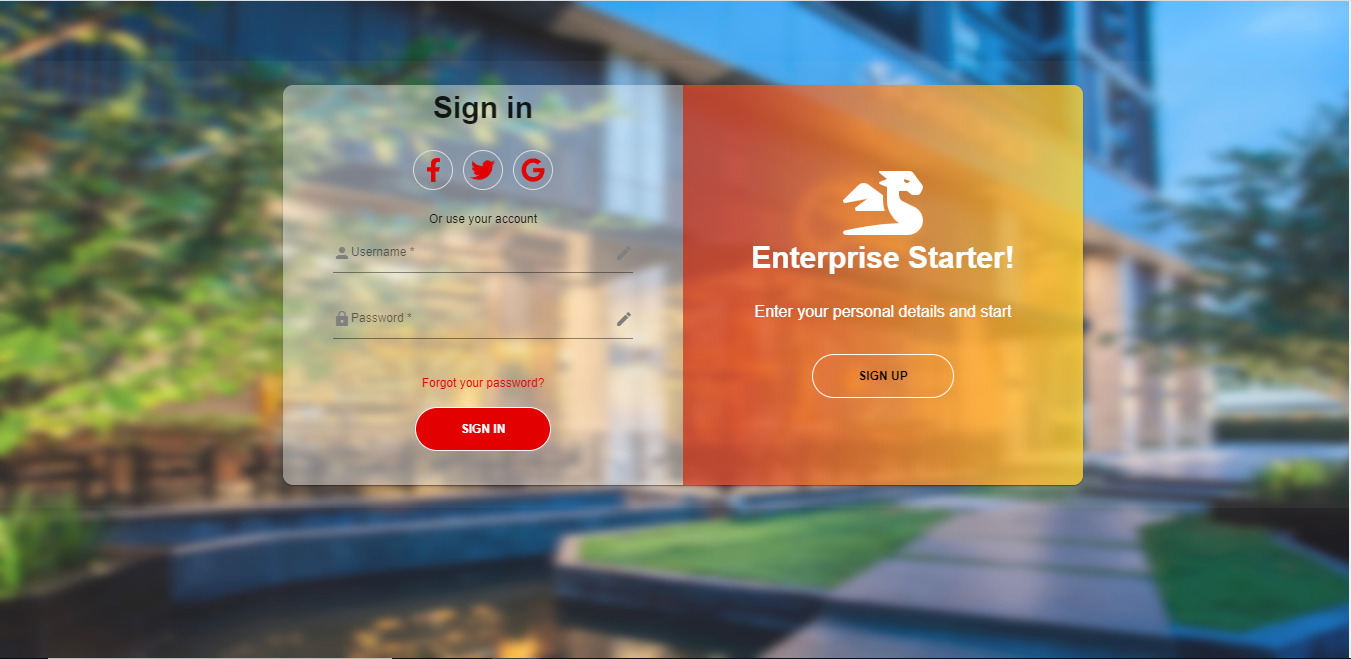 Sign in
Or use your account
Username *
Password *
Forgot your password?
SIGN IN
Enterprise Starter!
Enter your personal details and start
SIGN UP